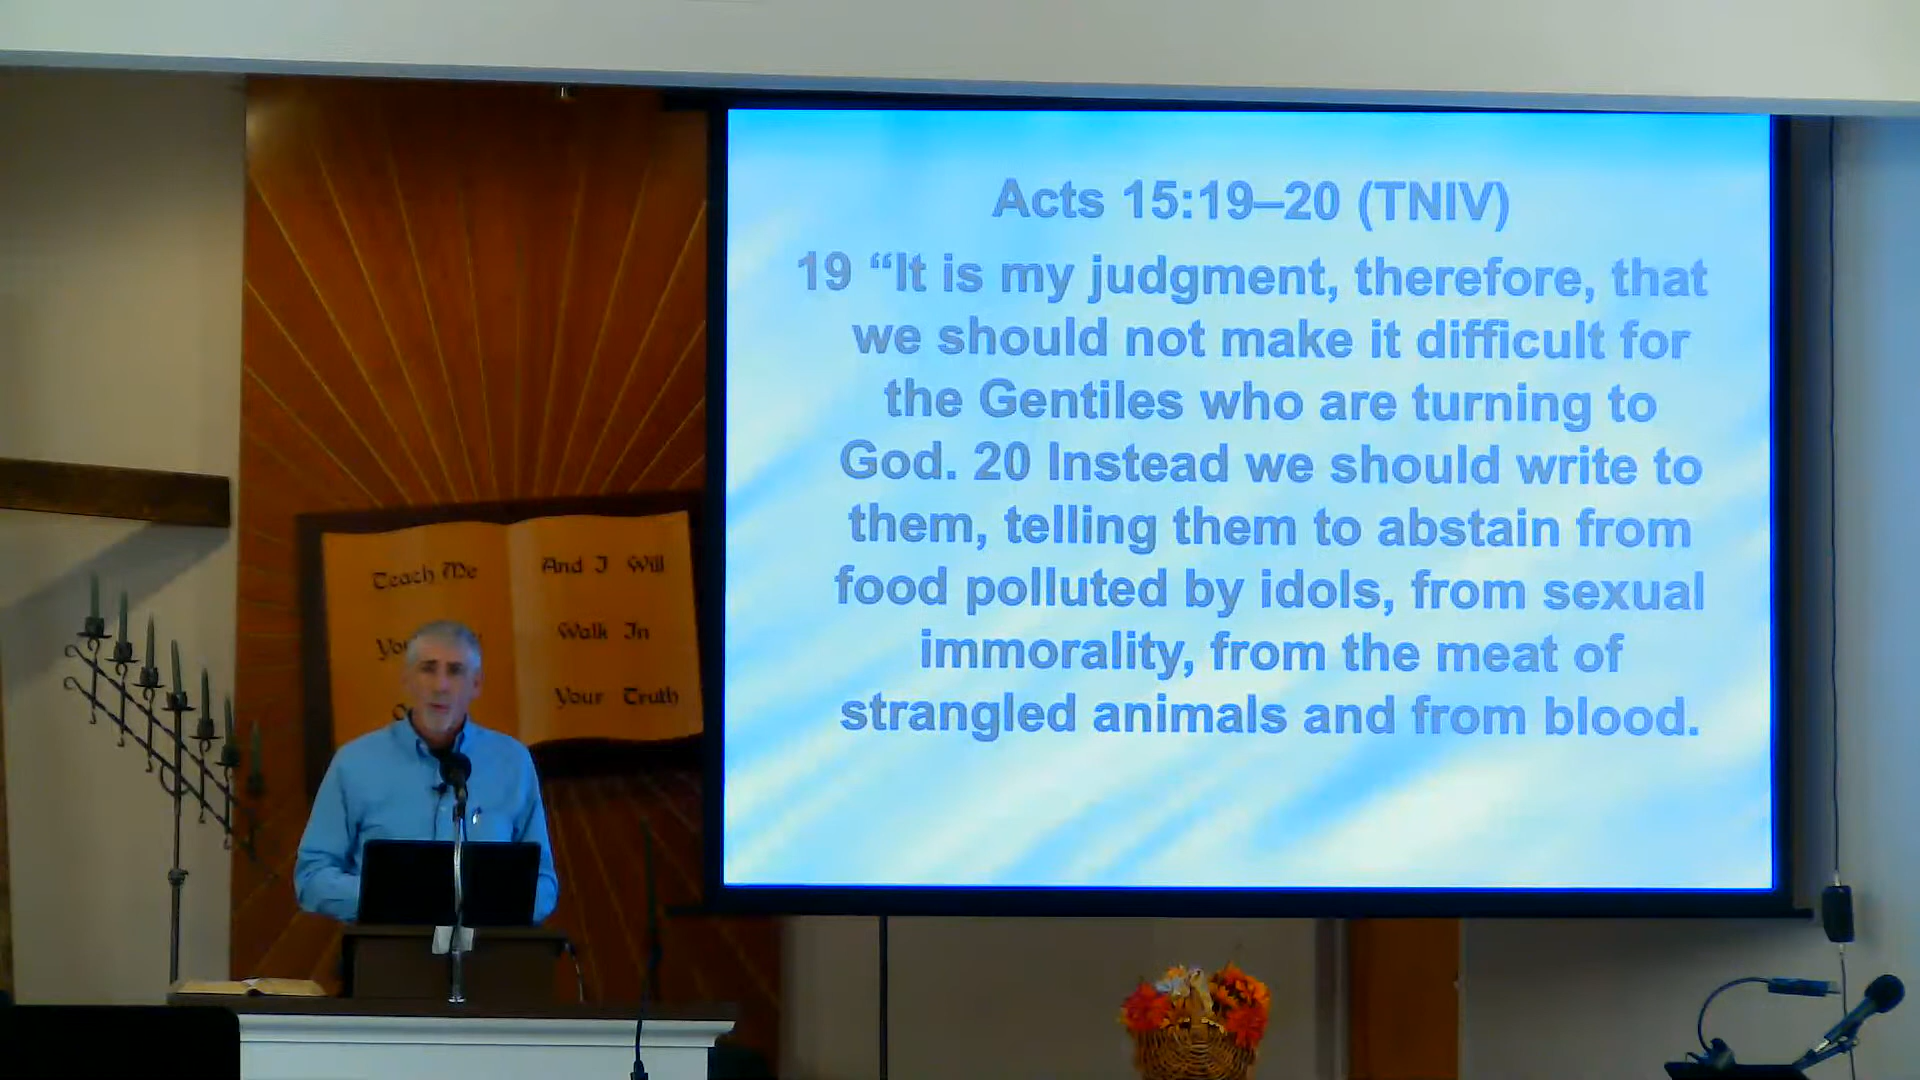 Acts 15:19–20 (TNIV)
19 “It is my judgment, therefore, that
we should not make it difficult for
the Gentiles who are turning to
God. 20 Instead we should write to
them, telling them to abstain from
food polluted by idols, from sexual
immorality, from the meat of
strangled animals and from blood.
Teach Me
And I Will
Walk In
Your Truth